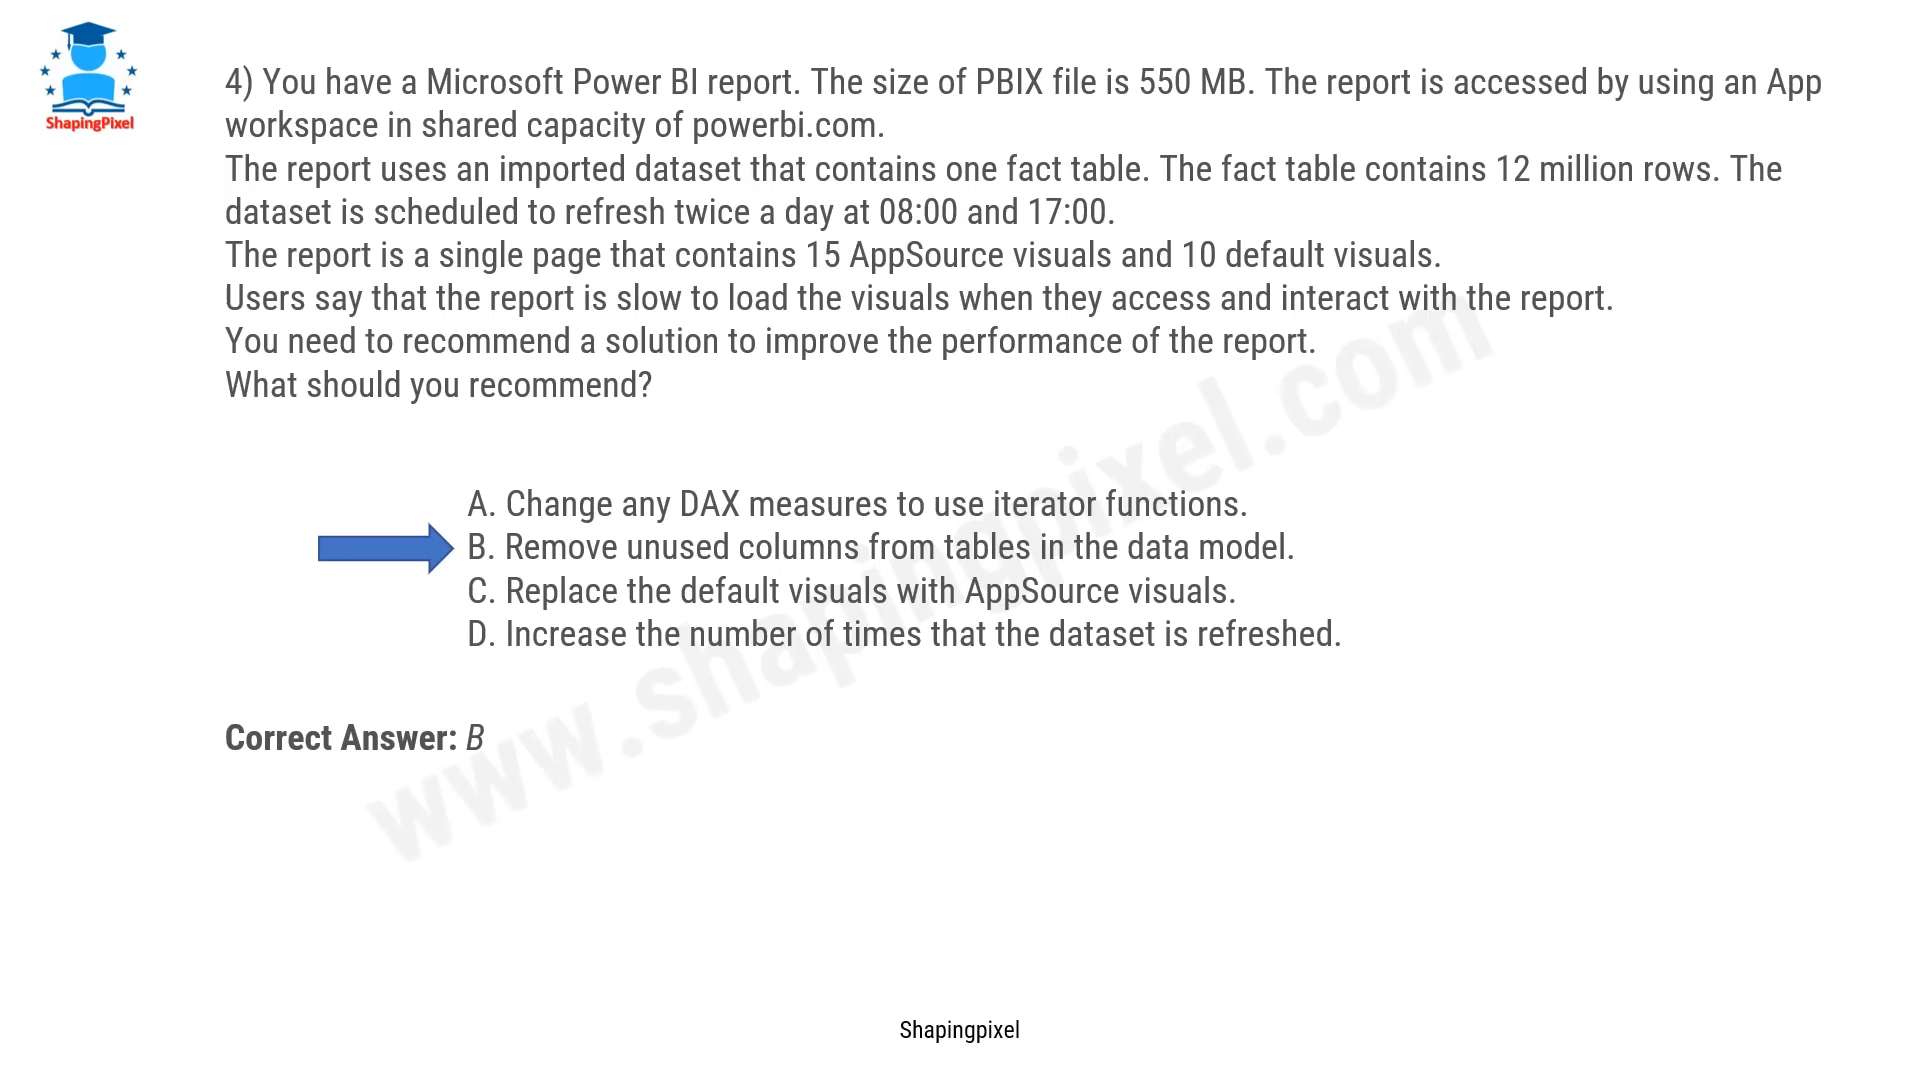 ShapingPixel
4) You have a Microsoft Power BI report. The size of PBIX file is 550 MB. The report is accessed by using an App
workspace in shared capacity of powerbi.com.
The report uses an imported dataset that contains one fact table. The fact table contains 12 million rows. The
dataset is scheduled to refresh twice a day at 08:00 and 17:00.
The report is a single page that contains 15 AppSource visuals and 10 default visuals.
Users say that the report is slow to load the visuals when they access and interact with the report.
You need to recommend a solution to improve the performance of the report.
What should you recommend?
A. Change any DAX measures to use iterator functions.
B. Remove unused columns from tables in the data model.
C. Replace the default visuals with AppSource visuals.
D. Increase the number of times that the dataset is refreshed.
Correct Answer: B
www.shapingpixel.com
Shapingpixel